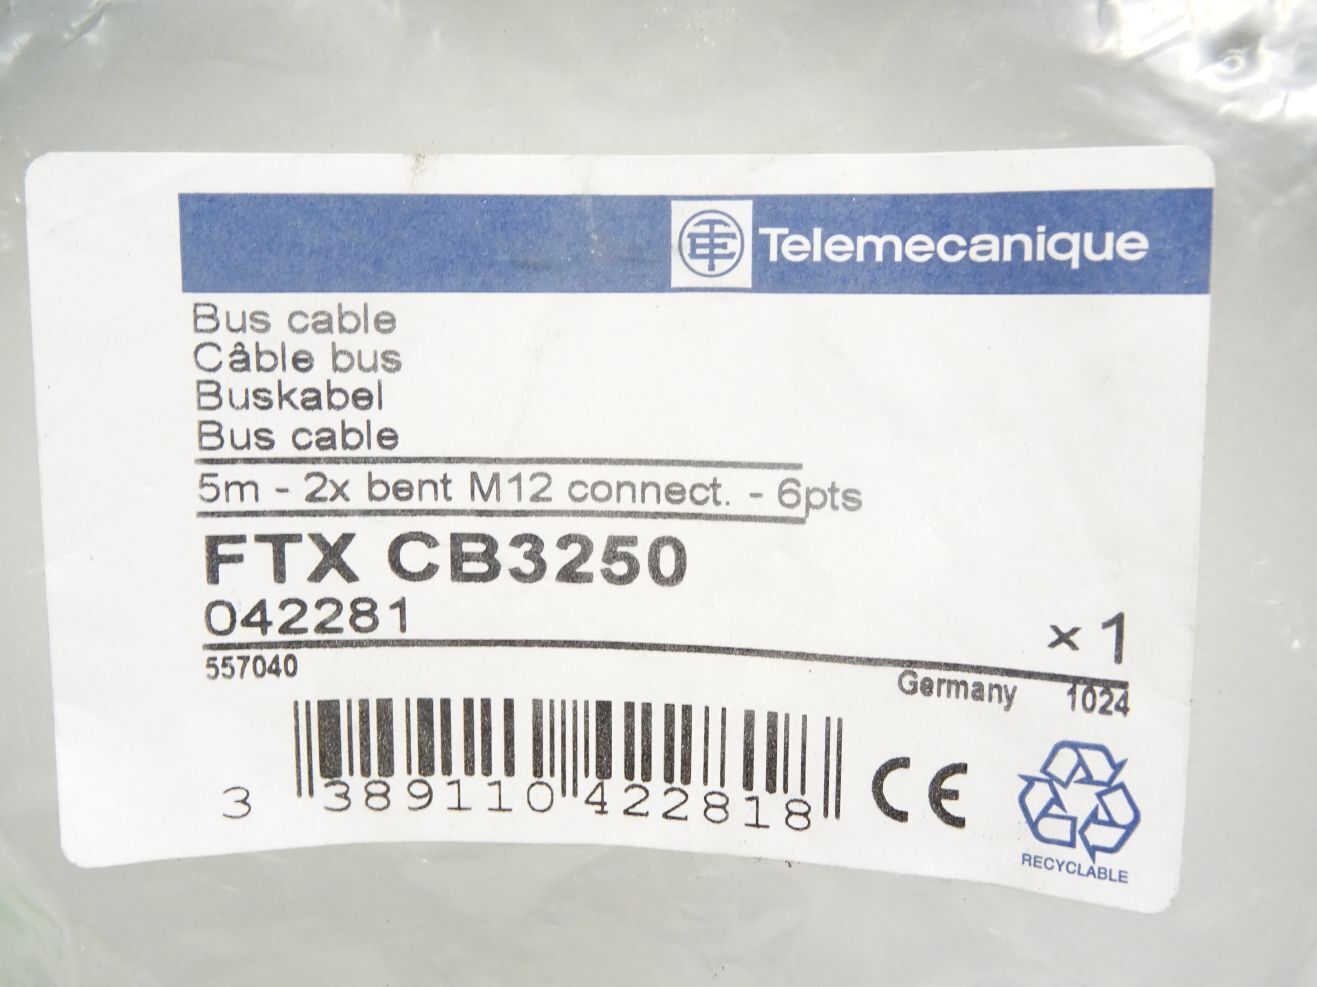 TE Telemecanique
Bus cable
Câble bus
Buskabel
Bus cable
5m - 2x bent M12 connect. - 6pts
FTX CB3250
042281
x 1
557040
Germany 1024
3 389110 422818
CE
RECYCLABLE